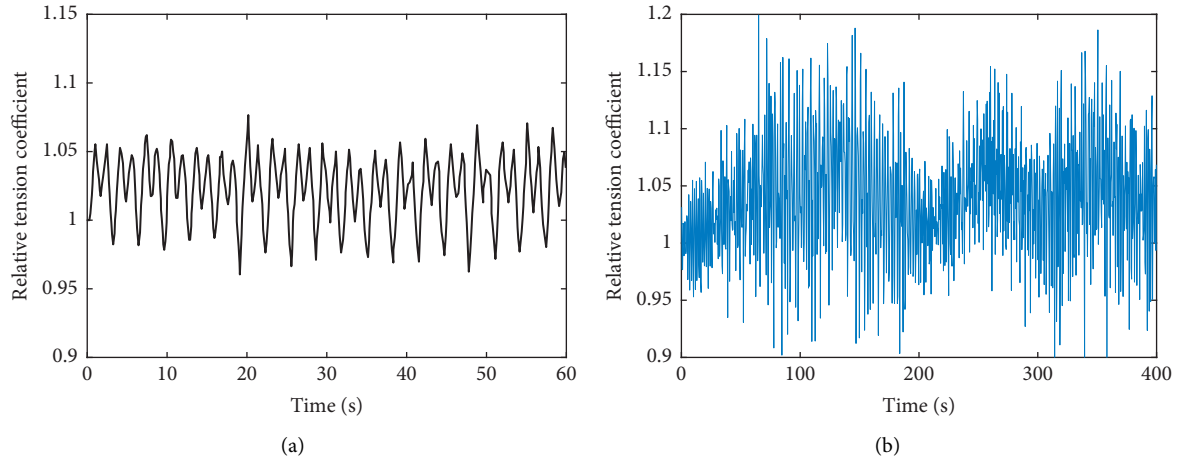 1.15
1.1
1.05
1
0.95
0.9
Relative tension coefficient
0 10 20 30 40 50 60
Time (s)
(a)
1.2
1.15
1.1
1.05
1
0.95
0.9
Relative tension coefficient
0 100 200 300 400
Time (s)
(b)